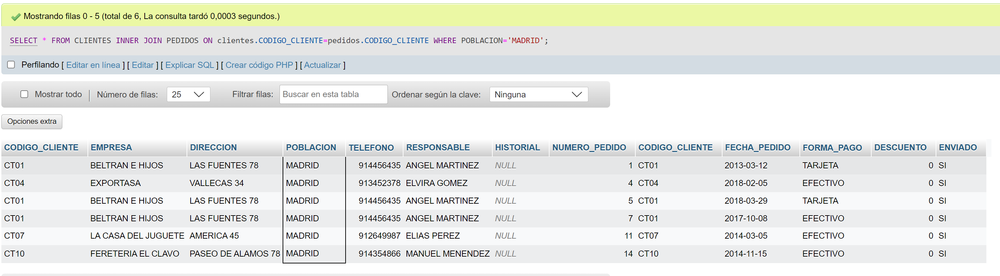 Mostrando filas 0 - 5 (total de 6, La consulta tardó 0,0003 segundos.)
SELECT * FROM CLIENTES INNER JOIN PEDIDOS ON clientes.CODIGO_CLIENTE=pedidos.CODIGO_CLIENTE WHERE POBLACION='MADRID';
Perfilando [ Editar en línea ] [ Editar ] [ Explicar SQL ] [ Crear código PHP ] [ Actualizar ]
Mostrar todo | Número de filas: 25 Filtrar filas: Buscar en esta tabla Ordenar según la clave: Ninguna
Opciones extra
CODIGO_CLIENTE EMPRESA DIRECCION POBLACION TELEFONO RESPONSABLE HISTORIAL NUMERO_PEDIDO CODIGO_CLIENTE FECHA_PEDIDO FORMA_PAGO DESCUENTO ENVIADO
CT01 BELTRAN E HIJOS LAS FUENTES 78 MADRID 914456435 ANGEL MARTINEZ NULL 1 CT01 2013-03-12 TARJETA 0 SI
CT04 EXPORTASA VALLECAS 34 MADRID 913452378 ELVIRA GOMEZ NULL 4 CT04 2018-02-05 EFECTIVO 0 SI
CT01 BELTRAN E HIJOS LAS FUENTES 78 MADRID 914456435 ANGEL MARTINEZ NULL 5 CT01 2018-03-29 TARJETA 0 SI
CT01 BELTRAN E HIJOS LAS FUENTES 78 MADRID 914456435 ANGEL MARTINEZ NULL 7 CT01 2017-10-08 EFECTIVO 0 SI
CT07 LA CASA DEL JUGUETE AMERICA 45 MADRID 912649987 ELIAS PEREZ NULL 11 CT07 2014-03-05 EFECTIVO 0 SI
CT10 FERETERIA EL CLAVO PASEO DE ALAMOS 78 MADRID 914354866 MANUEL MENENDEZ NULL 14 CT10 2014-11-15 EFECTIVO 0 SI